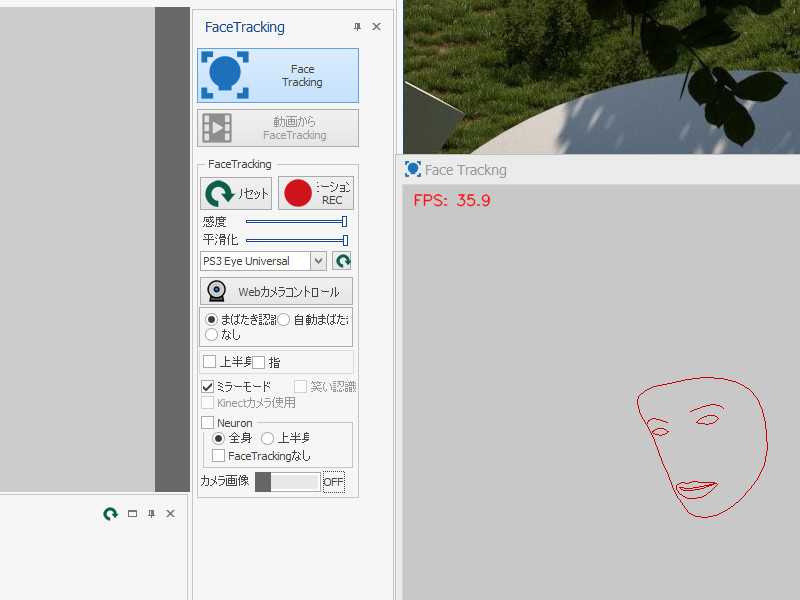 FaceTracking
Face
Tracking
動画から
FaceTracking
FaceTracking
リセット
モーション
REC
感度
平滑化
PS3 Eye Universal
Webカメラコントロール
まばたき認識
自動まばた
なし
上半身
指
ミラーモード
笑い認識
Kinectカメラ使用
Neuron
全身
上半身
FaceTrackingなし
カメラ画像
OFF
Face Trackng
FPS: 35.9